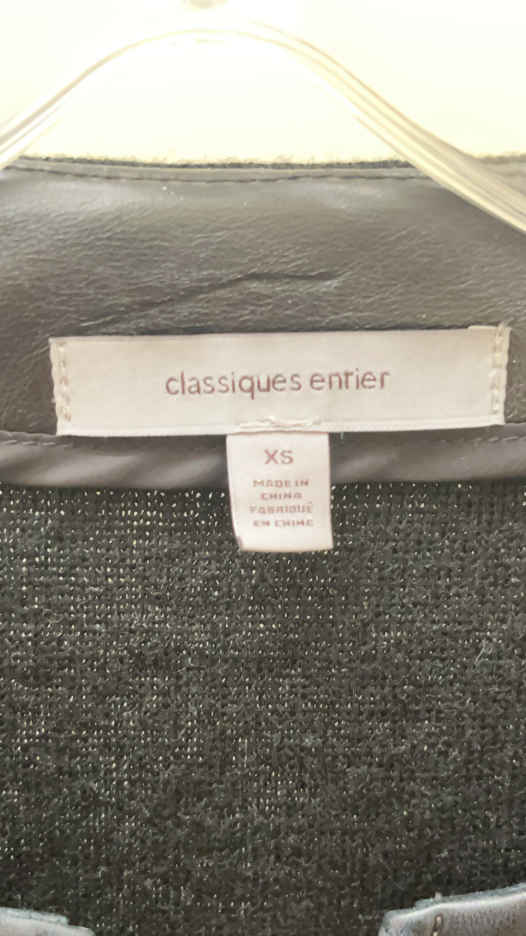 classiques entier
XS
MADE IN
CHINA
FABRIQUÉ
EN CHINE